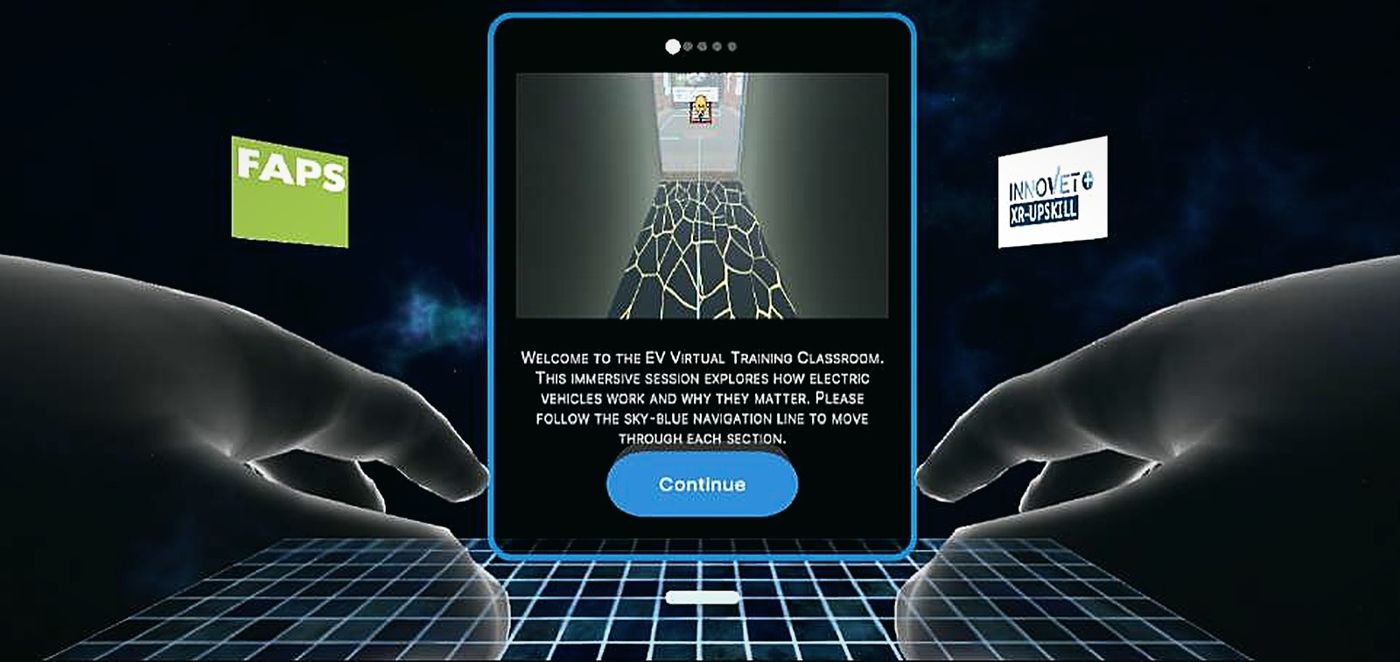 FAPS
INNOVET+
XR-UPSKILL
Welcome to the EV Virtual Training Classroom.
This immersive session explores how electric
vehicles work and why they matter. Please
follow the sky-blue navigation line to move
through each section.
Continue